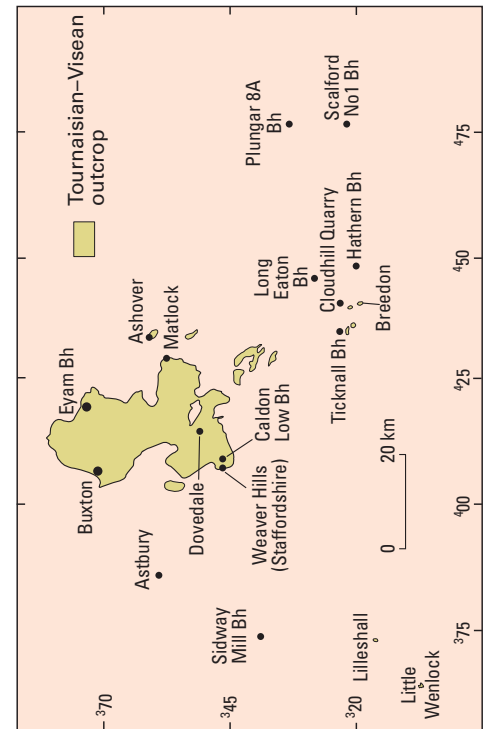 Tournaisian–Visean
outcrop
Eyam Bh
Buxton
Ashover
Matlock
Dovedale
Caldon
Low Bh
Weaver Hills
(Staffordshire)
Astbury
Sidway
Mill Bh
Plungar 8A
Bh
Scalford
No1 Bh
Long
Eaton
Bh
Cloudhill Quarry
Hathern Bh
Breedon
Ticknall Bh
Lilleshall
Little
Wenlock
0
20 km
³70
³45
³20
³75
⁴00
⁴25
⁴50
⁴75